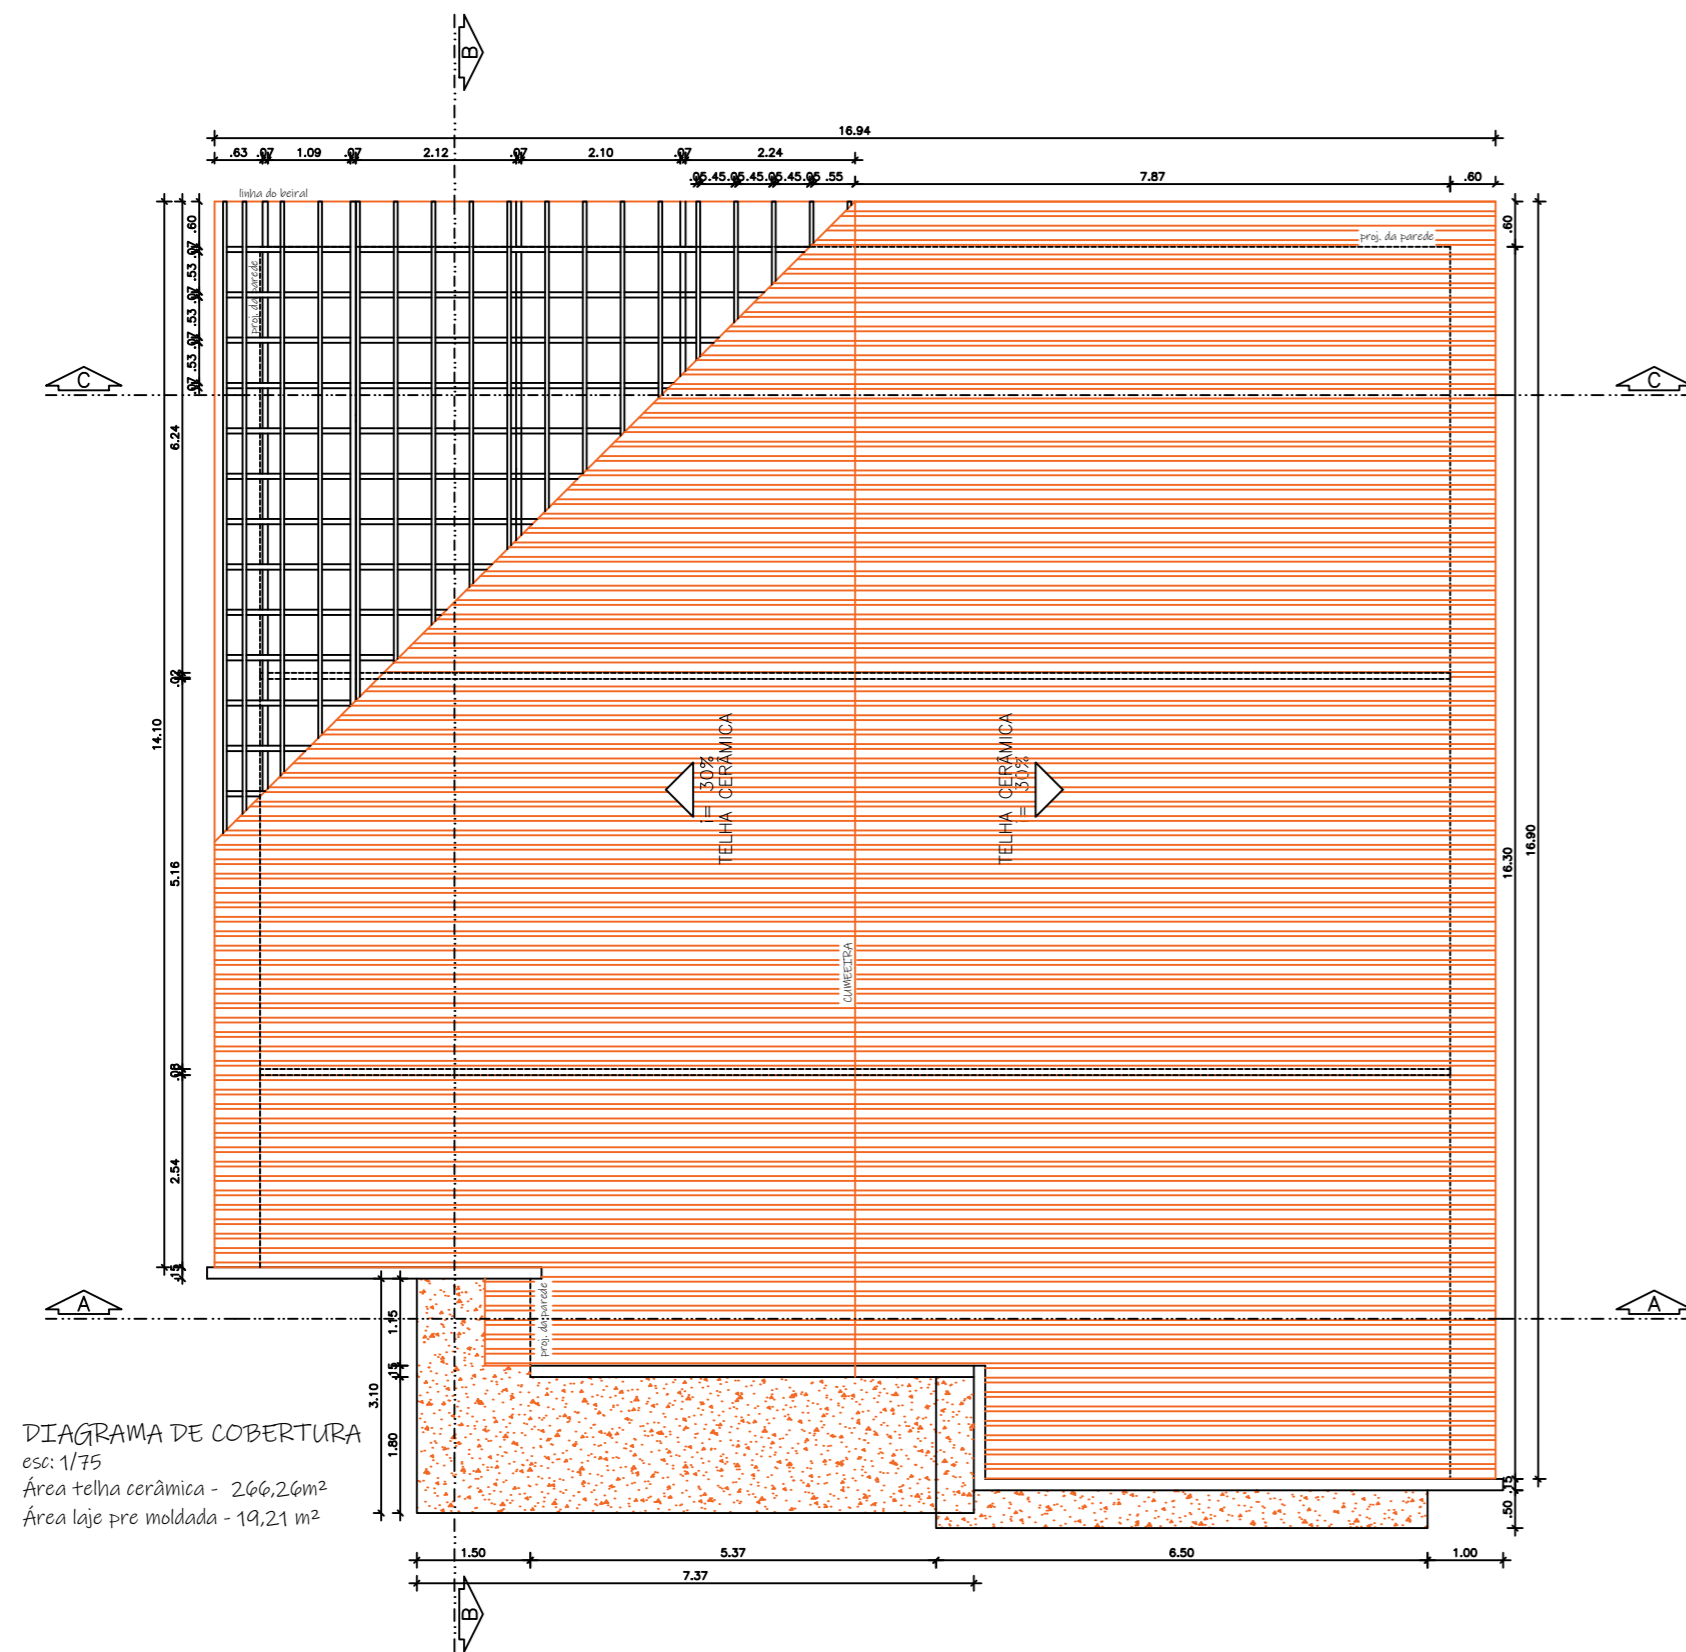 B
16.94
.63 .07 1.09 .07 2.12 .07 2.10 .07 2.24
.05 .45 .05 .45 .05 .45 .05 .55 7.87 .60
linha do beiral
.60
.60
proj. da parede
proj. da parede
.07
.53
.07
.53
.07
.53
.07
C
C
6.24
.02
14.10
TELHA CERÂMICA
i= 30%
TELHA CERÂMICA
i= 30%
16.90
16.30
5.16
CUMEEIRA
.08
2.54
.15
A
A
proj. da parede
1.15
.15
3.10
1.80
DIAGRAMA DE COBERTURA
esc: 1/75
Área telha cerâmica - 266,26m²
Área laje pre moldada - 19,21 m²
.15
.50
1.50 5.37 6.50 1.00
7.37
B